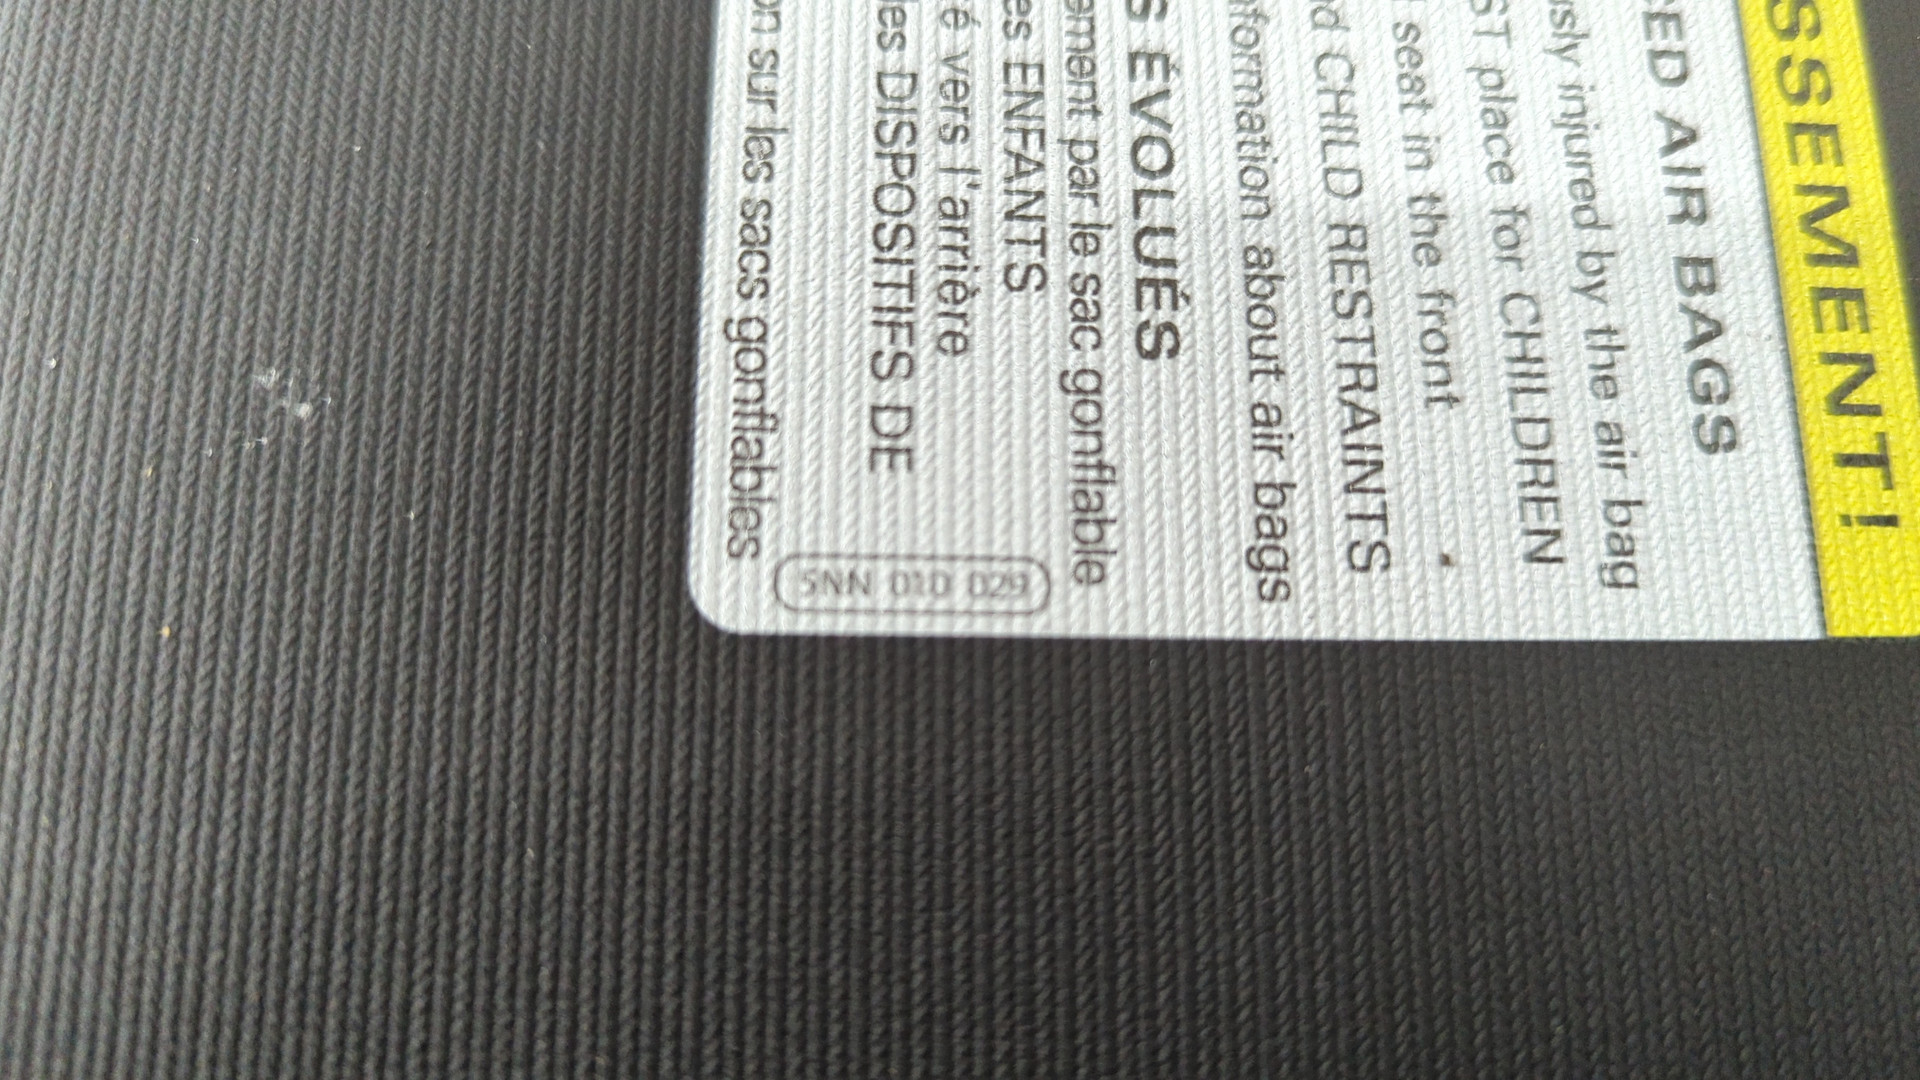 SSEMENT!
ED AIR BAGS
usly injured by the air bag
ST place for CHILDREN
seat in the front
d CHILD RESTRAINTS
nformation about air bags
S ÉVOLUÉS
ement par le sac gonflable
es ENFANTS
é vers l'arrière
les DISPOSITIFS DE
on sur les sacs gonflables
5NN 010 029